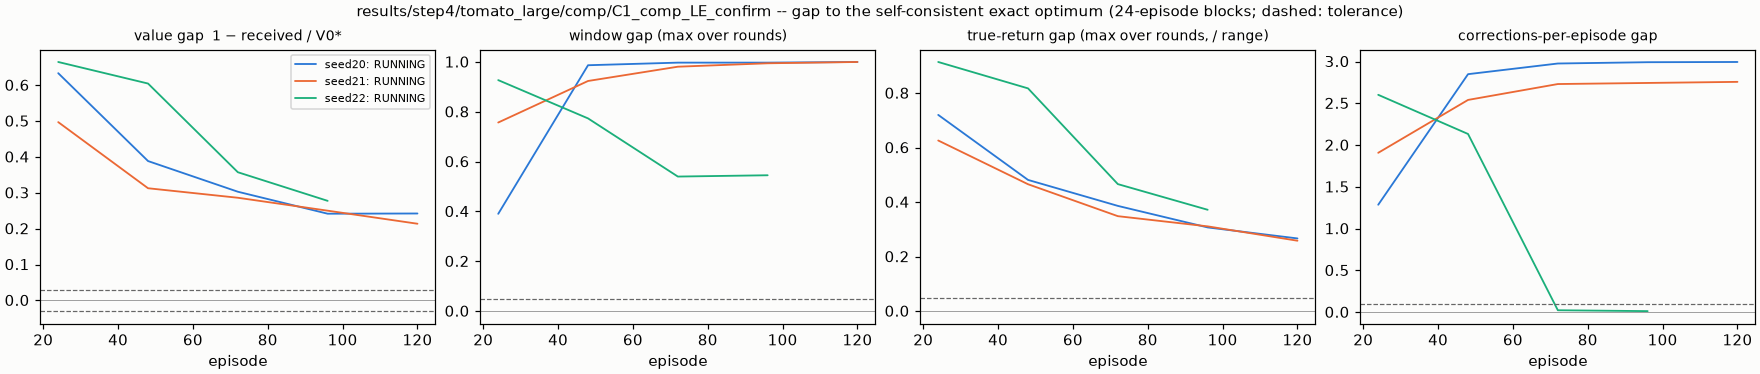 results/step4/tomato_large/comp/C1_comp_LE_confirm -- gap to the self-consistent exact optimum (24-episode blocks; dashed: tolerance)
value gap  1 − received / V0*
seed20: RUNNING
seed21: RUNNING
seed22: RUNNING
0.6
0.5
0.4
0.3
0.2
0.1
0.0
20 40 60 80 100 120
episode
window gap (max over rounds)
1.0
0.8
0.6
0.4
0.2
0.0
20 40 60 80 100 120
episode
true-return gap (max over rounds, / range)
0.8
0.6
0.4
0.2
0.0
20 40 60 80 100 120
episode
corrections-per-episode gap
3.0
2.5
2.0
1.5
1.0
0.5
0.0
20 40 60 80 100 120
episode